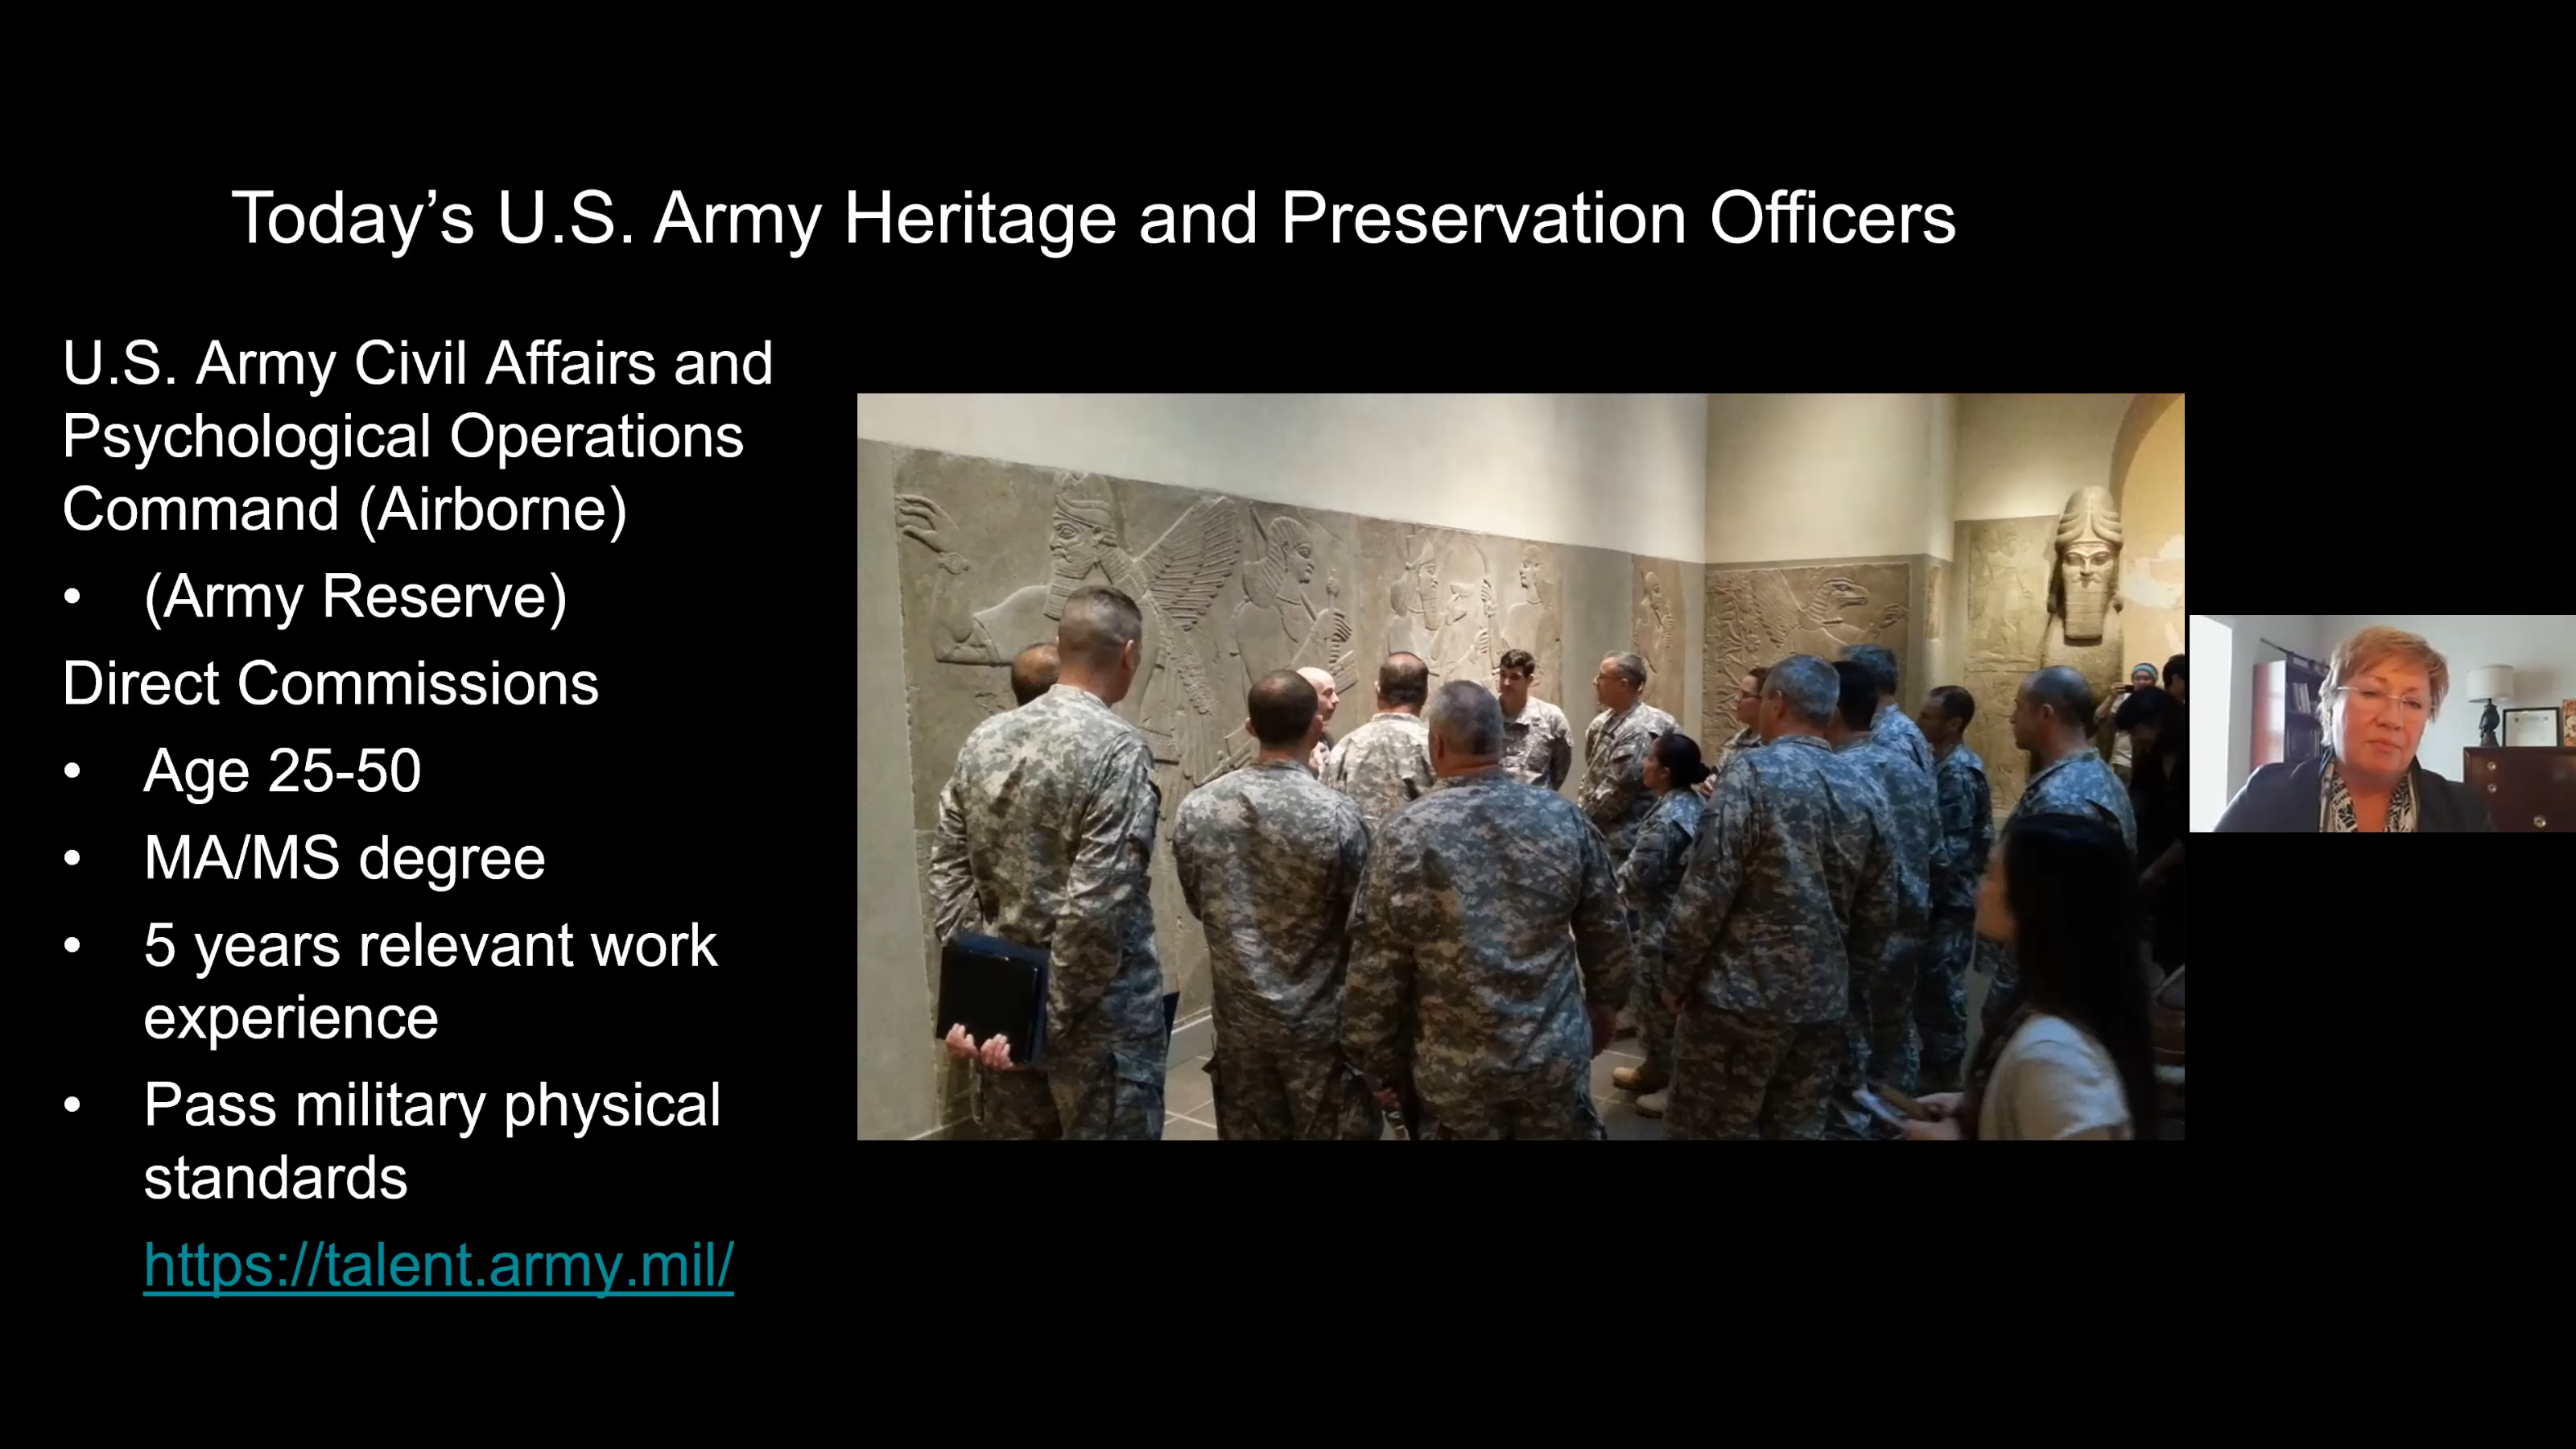 Today’s U.S. Army Heritage and Preservation Officers
U.S. Army Civil Affairs and
Psychological Operations
Command (Airborne)
• (Army Reserve)
Direct Commissions
• Age 25-50
• MA/MS degree
• 5 years relevant work
experience
• Pass military physical
standards
https://talent.army.mil/